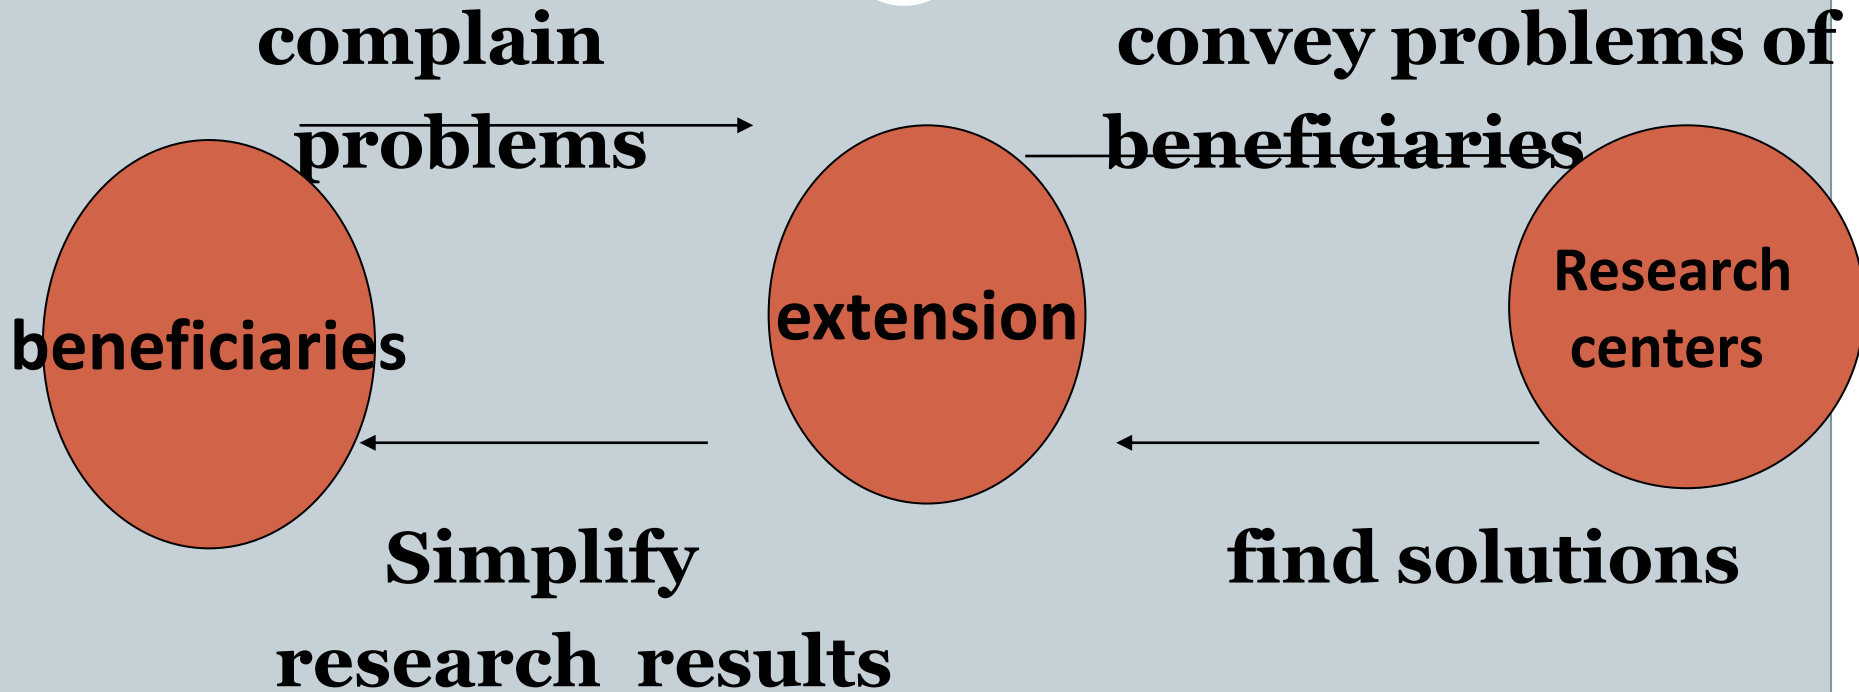 complain
problems
convey problems of
beneficiaries
beneficiaries
extension
Research
centers
Simplify
research results
find solutions